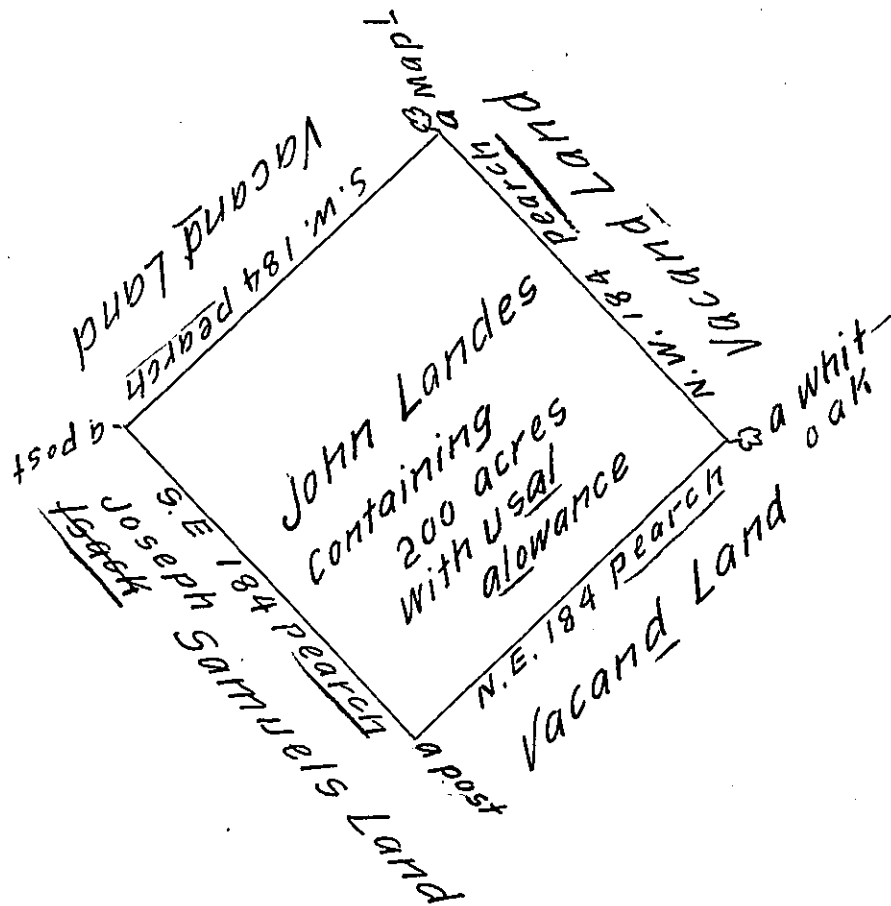 a mapl
Vacand Land
S.W. 184 pearch
Vacand Land
N.W. 184 pearch
a whit
oak
John Landes
Containing
200 acres
with usal
alowance
a post
S.E 184 pearch
Isack
Joseph Samuels Land
a post
N.E. 184 pearch
Vacand Land